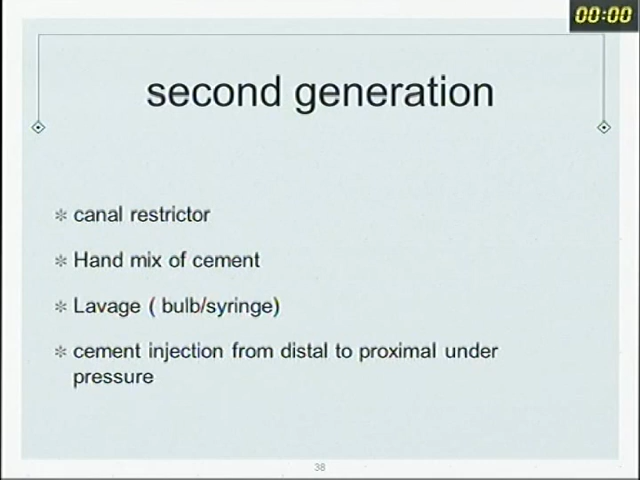 00:00
second generation
✻ canal restrictor
✻ Hand mix of cement
✻ Lavage ( bulb/syringe)
✻ cement injection from distal to proximal under
pressure
38